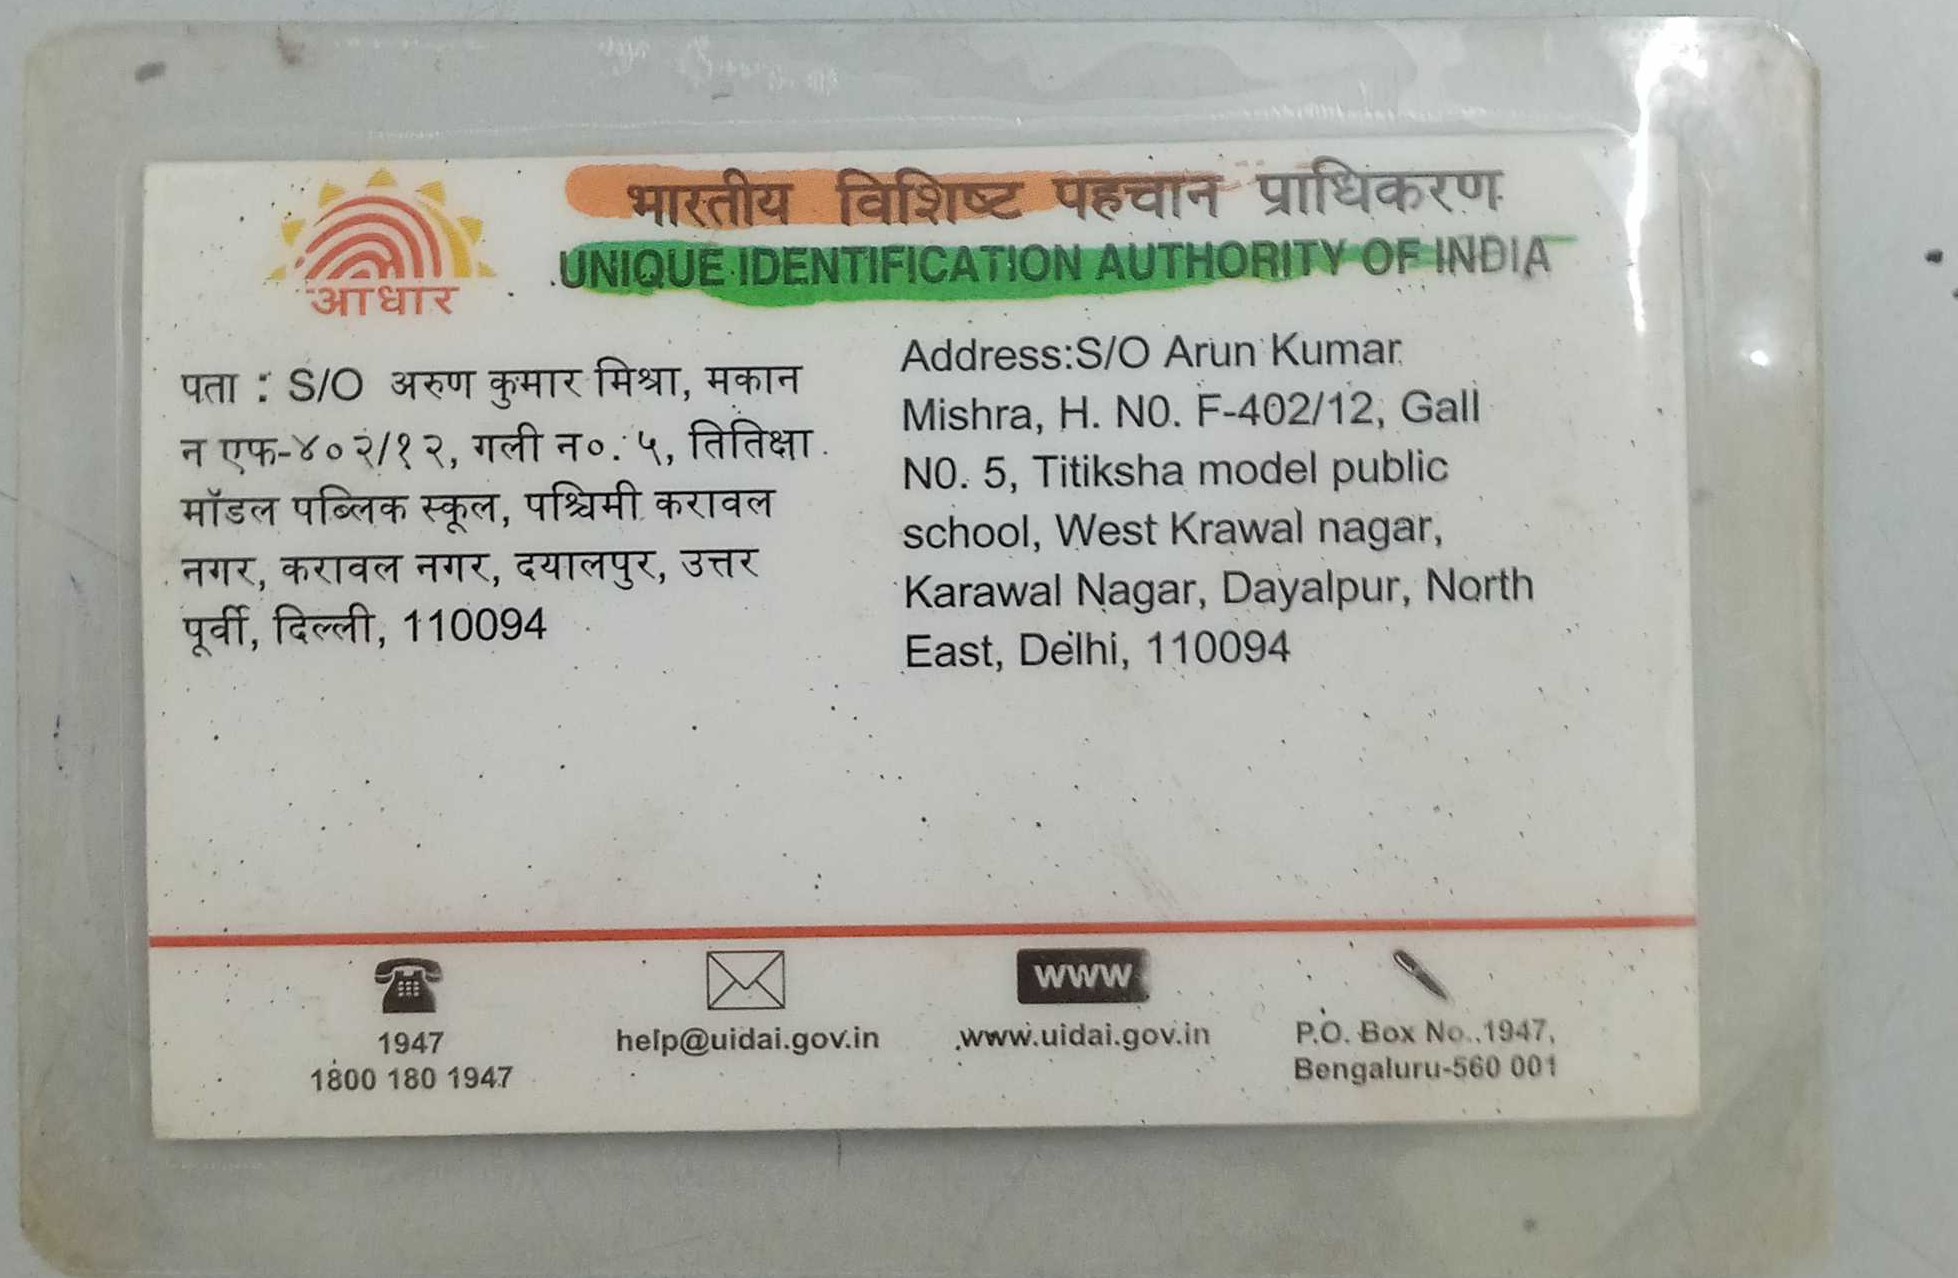 भारतीय विशिष्ट पहचान प्राधिकरण
UNIQUE IDENTIFICATION AUTHORITY OF INDIA
आधार
पता : S/O अरुण कुमार मिश्रा, मकान
न एफ-४०२/१२, गली न०. ५, तितिक्षा
मॉडल पब्लिक स्कूल, पश्चिमी करावल
नगर, करावल नगर, दयालपुर, उत्तर
पूर्वी, दिल्ली, 110094
Address:S/O Arun Kumar
Mishra, H. N0. F-402/12, Gali
N0. 5, Titiksha model public
school, West Krawal nagar,
Karawal Nagar, Dayalpur, North
East, Delhi, 110094
1947
1800 180 1947
help@uidai.gov.in
WWW
www.uidai.gov.in
P.O. Box No. 1947,
Bengaluru-560 001